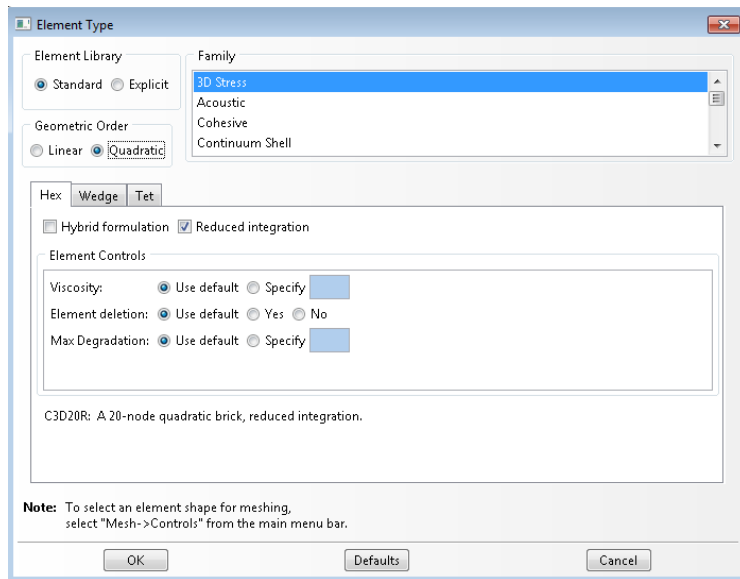 Element Type
Element Library
Standard Explicit
Family
3D Stress
Acoustic
Cohesive
Continuum Shell
Geometric Order
Linear Quadratic
Hex Wedge Tet
Hybrid formulation Reduced integration
Element Controls
Viscosity: Use default Specify
Element deletion: Use default Yes No
Max Degradation: Use default Specify
C3D20R: A 20-node quadratic brick, reduced integration.
Note: To select an element shape for meshing,
select "Mesh->Controls" from the main menu bar.
OK Defaults Cancel